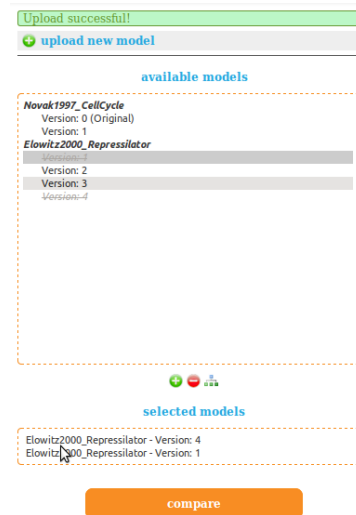 Upload successful!
upload new model
available models
Novak1997_CellCycle
Version: 0 (Original)
Version: 1
Elowitz2000_Repressilator
Version: 1
Version: 2
Version: 3
Version: 4
selected models
Elowitz2000_Repressilator - Version: 4
Elowitz2000_Repressilator - Version: 1
compare